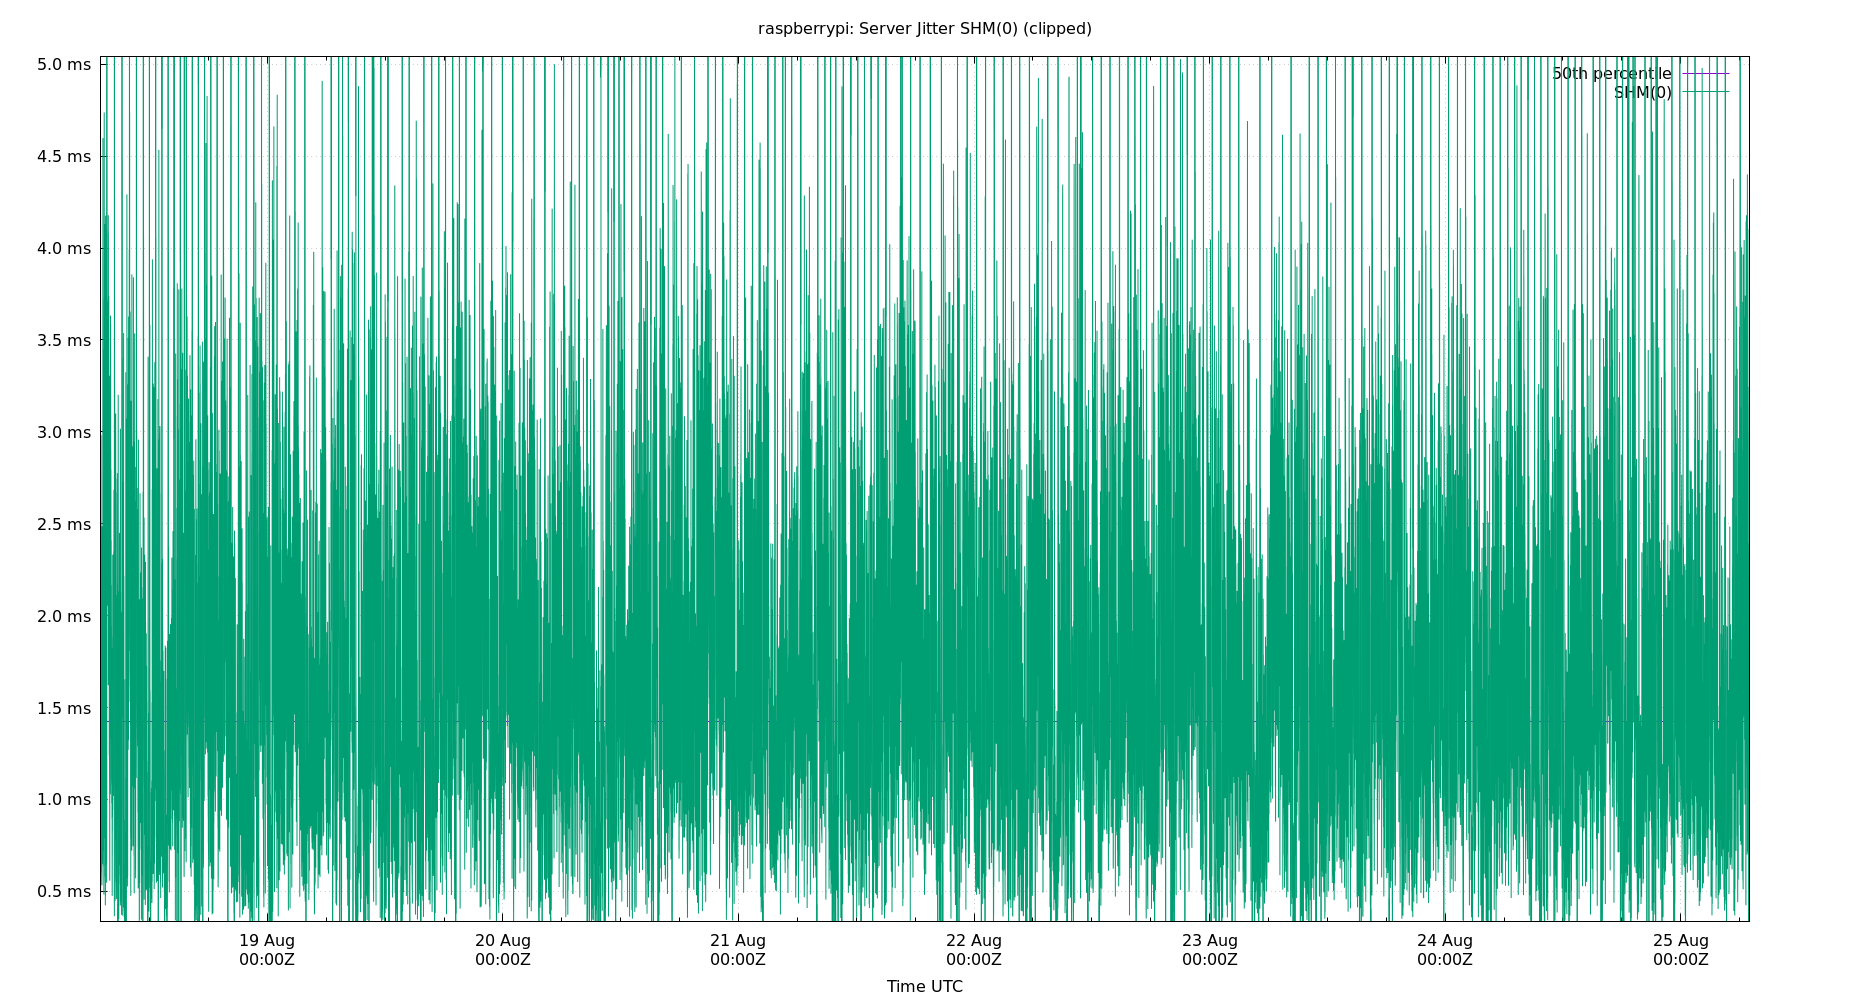 raspberrypi: Server Jitter SHM(0) (clipped)
5.0 ms
50th percentile
SHM(0)
4.5 ms
4.0 ms
3.5 ms
3.0 ms
2.5 ms
2.0 ms
1.5 ms
1.0 ms
0.5 ms
19 Aug 20 Aug 21 Aug 22 Aug 23 Aug 24 Aug 25 Aug
00:00Z 00:00Z 00:00Z 00:00Z 00:00Z 00:00Z 00:00Z
Time UTC